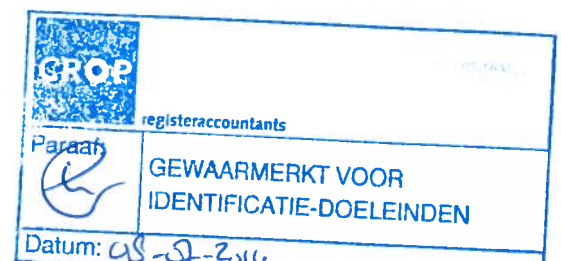 GROP
registeraccountants
Paraaf:
GEWAARMERKT VOOR
IDENTIFICATIE-DOELEINDEN
Datum: